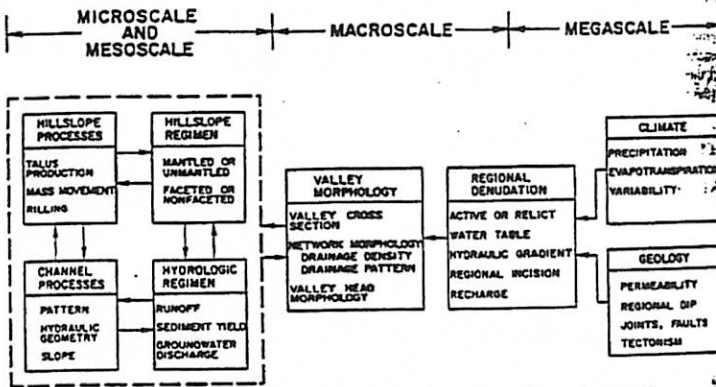 MICROSCALE
AND
MESOSCALE
MACROSCALE
MEGASCALE
HILLSLOPE
PROCESSES
TALUS
PRODUCTION
MASS MOVEMENT
RILLING
HILLSLOPE
REGIMEN
MANTLED OR
UNMANTLED
FACETED OR
NONFACETED
CHANNEL
PROCESSES
PATTERN
HYDRAULIC
GEOMETRY
SLOPE
HYDROLOGIC
REGIMEN
RUNOFF
SEDIMENT YIELD
GROUNDWATER
DISCHARGE
VALLEY
MORPHOLOGY
VALLEY CROSS
SECTION
NETWORK MORPHOLOGY
DRAINAGE DENSITY
DRAINAGE PATTERN
VALLEY HEAD
MORPHOLOGY
REGIONAL
DENUDATION
ACTIVE OR RELICT
WATER TABLE
HYDRAULIC GRADIENT
REGIONAL INCISION
RECHARGE
CLIMATE
PRECIPITATION
EVAPOTRANSPIRATION
VARIABILITY
GEOLOGY
PERMEABILITY
REGIONAL DIP
JOINTS, FAULTS
TECTONISM